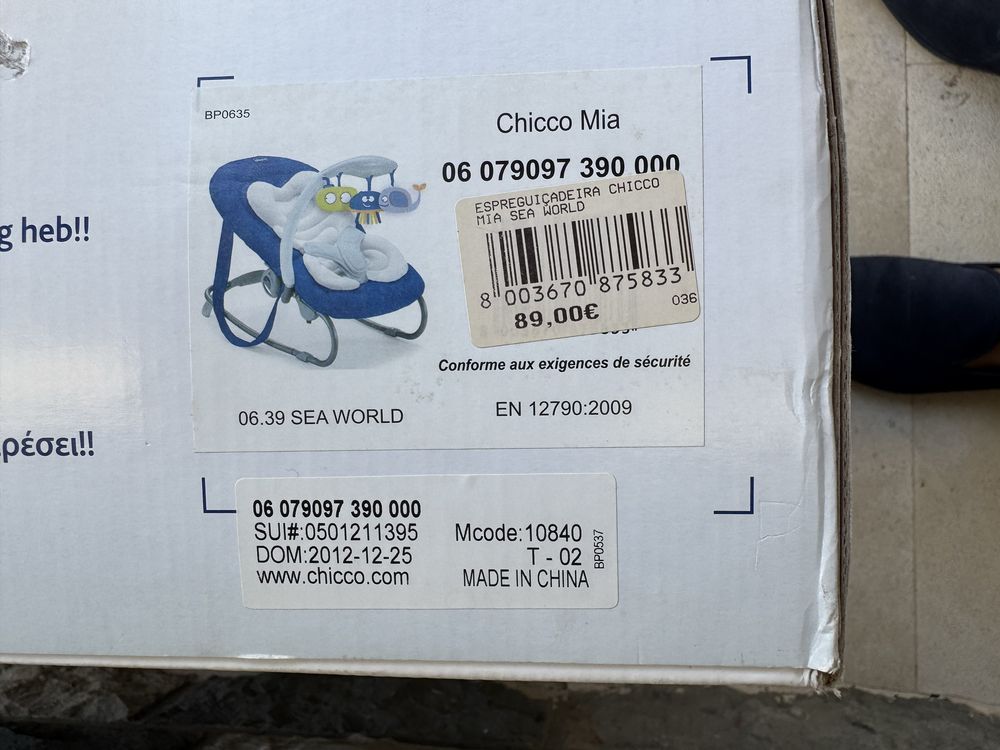 g heb!!
ρέσει!!
BP0635
Chicco Mia
06 079097 390 000
ESPREGUIÇADEIRA CHICCO
MIA SEA WORLD
8 003670 875833
036
89,00€
Conforme aux exigences de sécurité
06.39 SEA WORLD
EN 12790:2009
06 079097 390 000
SUI#:0501211395
DOM:2012-12-25
www.chicco.com
Mcode:10840
T - 02
MADE IN CHINA
BP0537